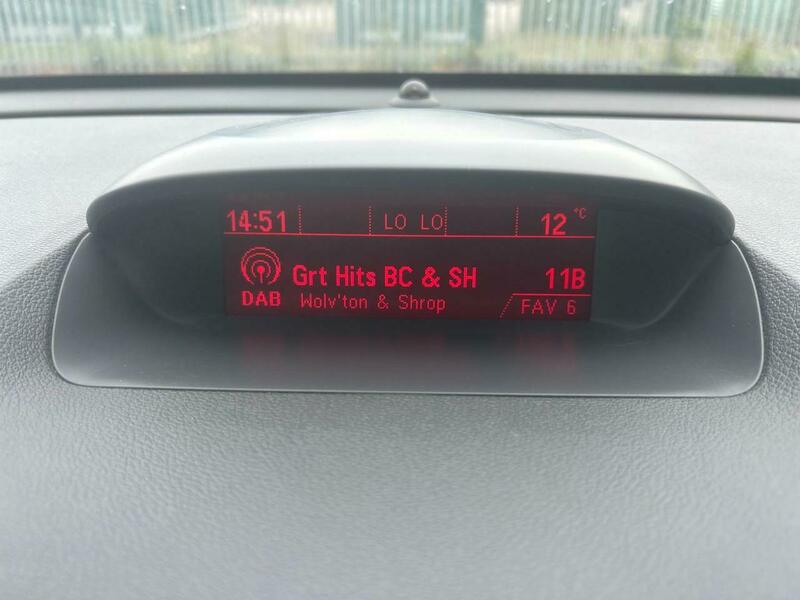 14:51 LO LO 12 °C
Grt Hits BC & SH 11B
DAB Wolv'ton & Shrop FAV 6